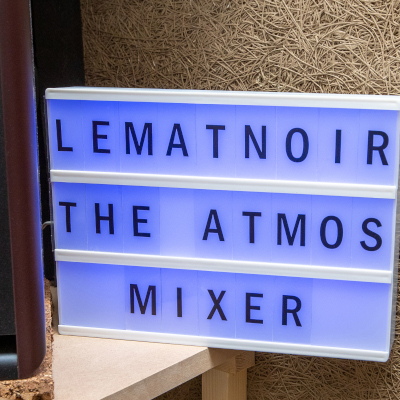 LEMATNOIR
THE ATMOS
MIXER